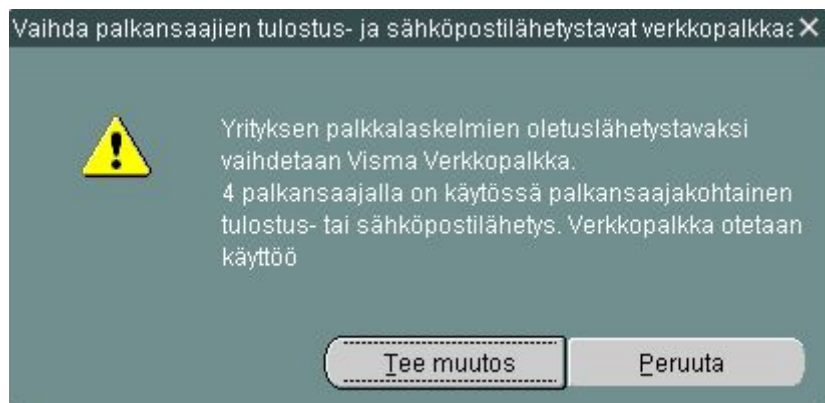 Vaihda palkansaajien tulostus- ja sähköpostilähetystavat verkkopalkkaa
Yrityksen palkkalaskelmien oletuslähetystavaksi
vaihdetaan Visma Verkkopalkka.
4 palkansaajalla on käytössä palkansaajakohtainen
tulostus- tai sähköpostilähetys. Verkkopalkka otetaan
käyttöö
Tee muutos
Peruuta